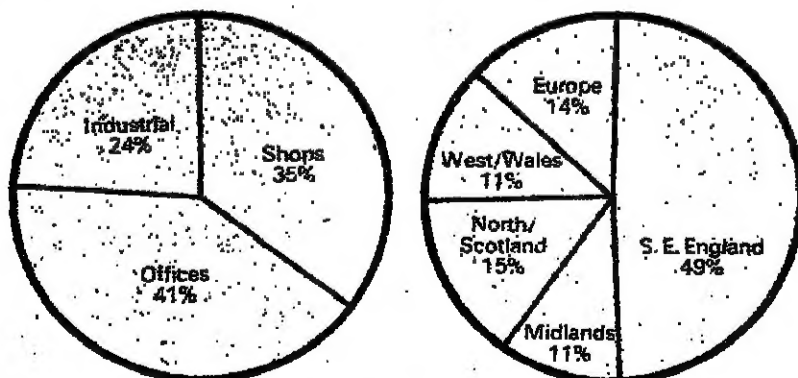 Industrial
24%
Shops
35%
Offices
41%
Europe
14%
West/Wales
11%
North/
Scotland
15%
S. E. England
49%
Midlands
11%